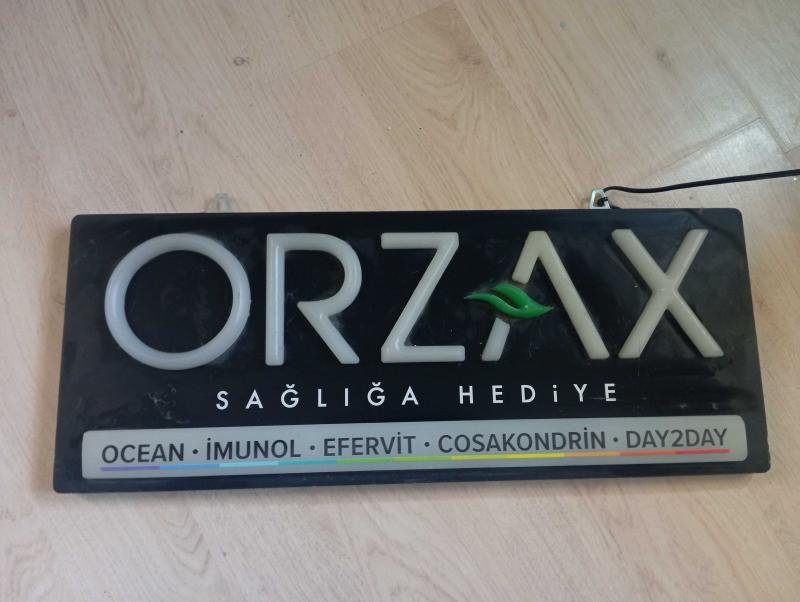 ORZAX
SAĞLIĞA HEDiYE
OCEAN · İMUNOL · EFERVİT · COSAKONDRİN · DAY2DAY